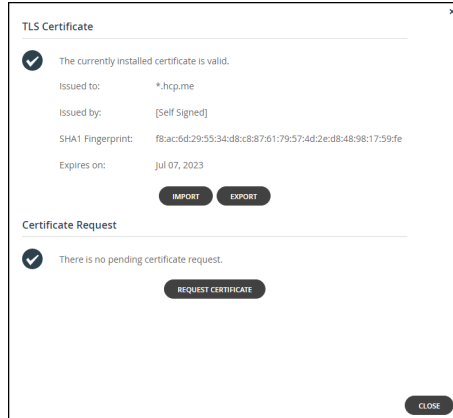 ×
TLS Certificate
The currently installed certificate is valid.
Issued to: *.hcp.me
Issued by: [Self Signed]
SHA1 Fingerprint: f8:ac:6d:29:55:34:d8:c8:87:61:79:57:4d:2e:d8:48:98:17:59:fe
Expires on: Jul 07, 2023
IMPORT EXPORT
Certificate Request
There is no pending certificate request.
REQUEST CERTIFICATE
CLOSE